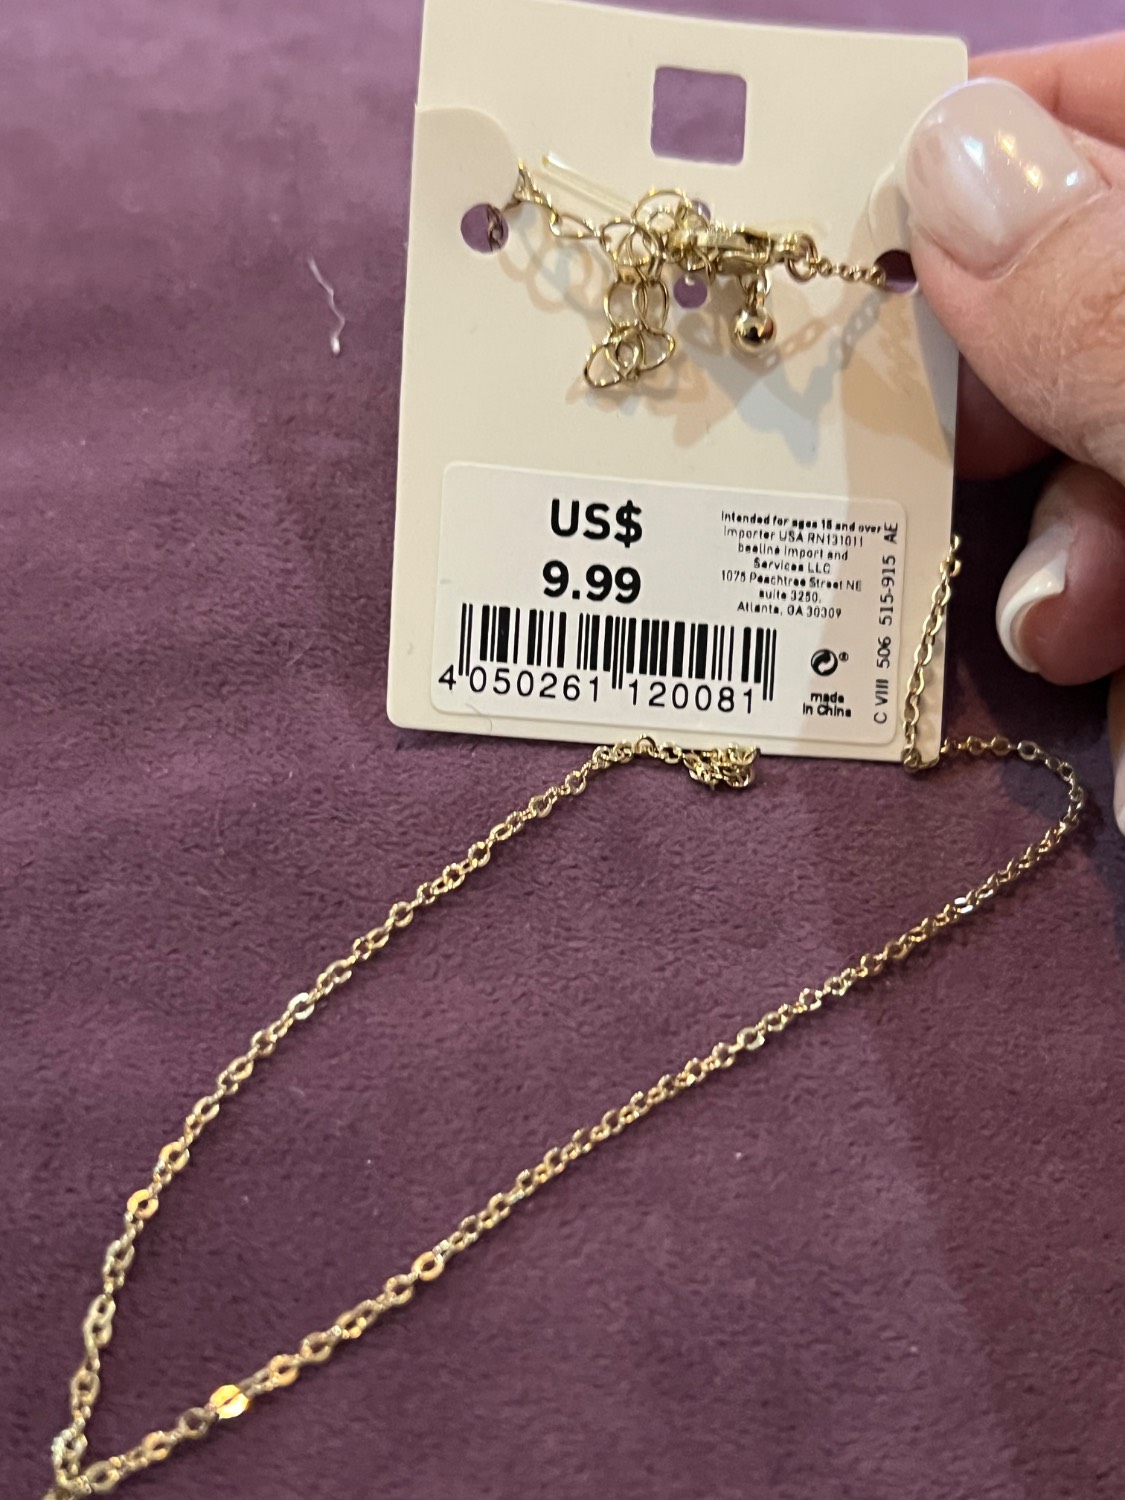 US$
9.99
Intended for ages 15 and over
Importer USA RN131011
beeline import and
Services LLC
1075 Peachtree Street NE
suite 3250.
Atlanta, GA 30309
4 050261 120081
made
in China
C VIII 506 515-915 AE